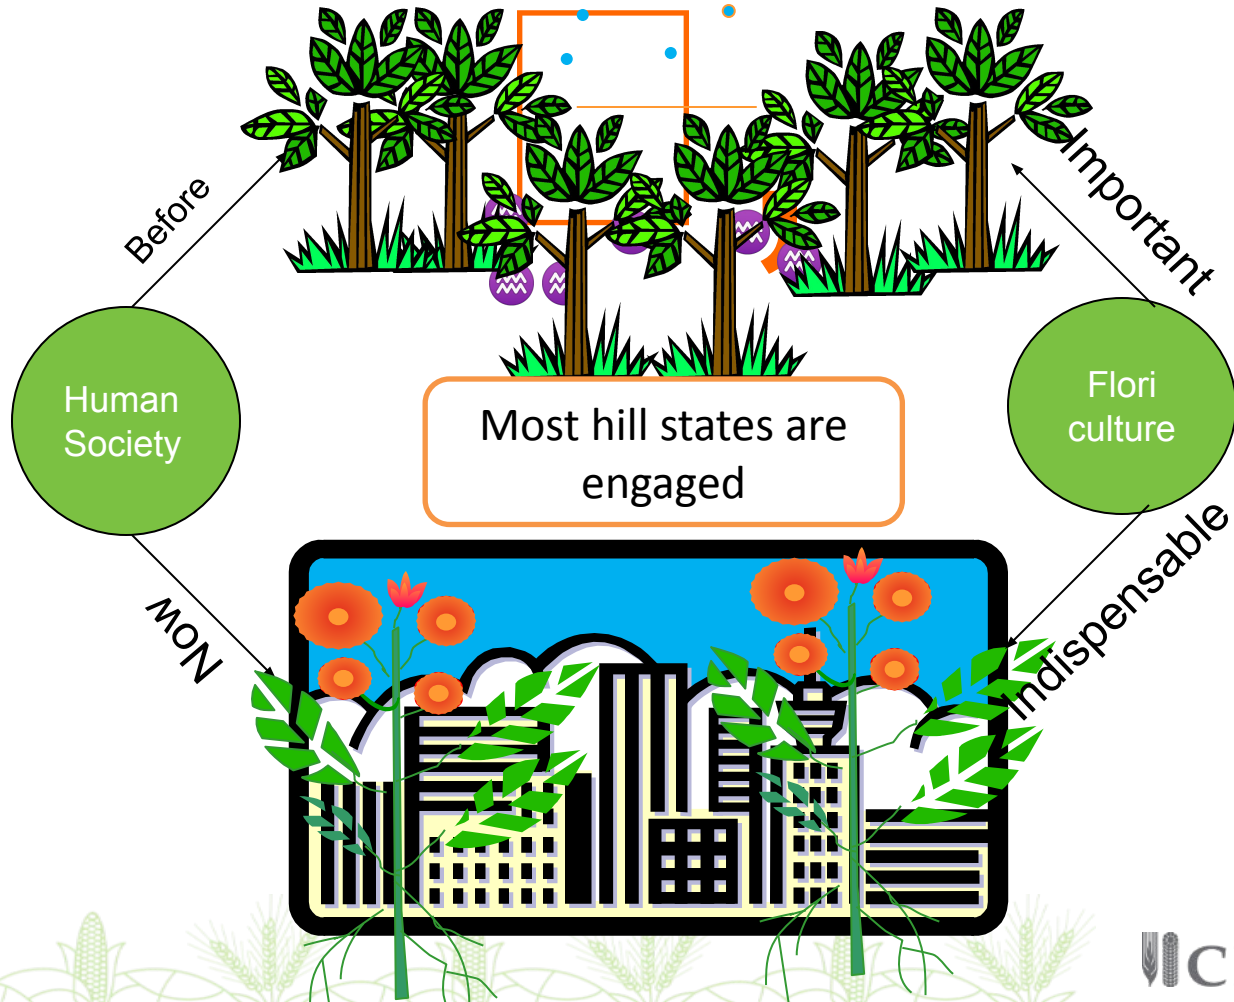 Before
Important
Human
Society
Flori
culture
Most hill states are
engaged
Now
Indispensable
C